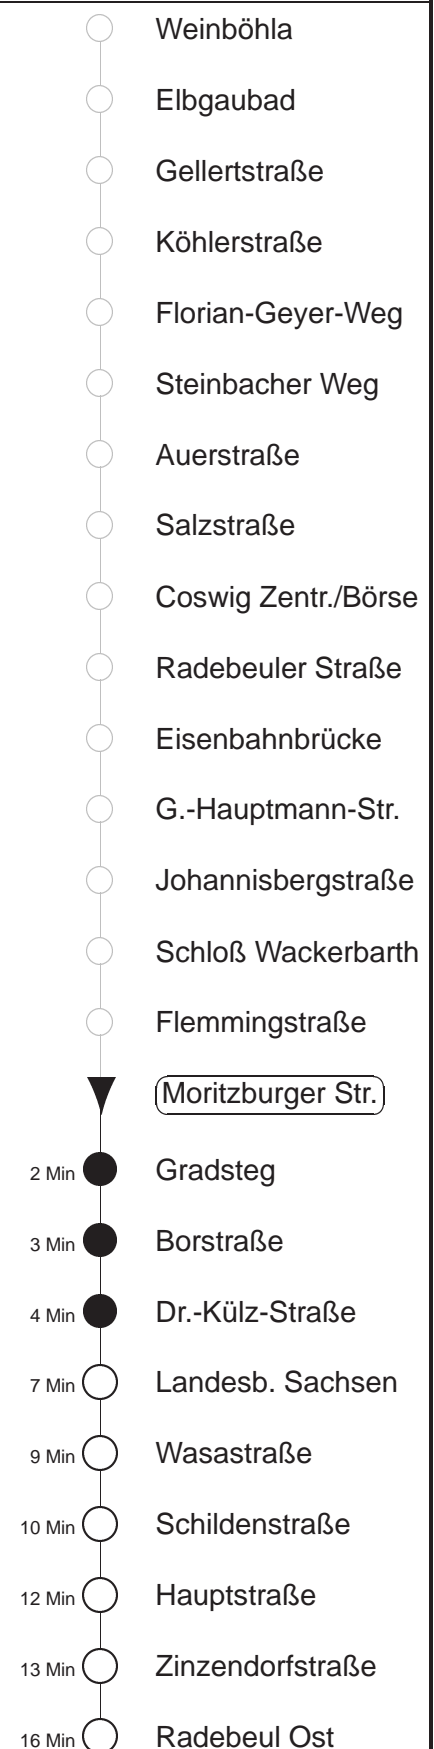 Weinböhla
Elbgaubad
Gellertstraße
Köhlerstraße
Florian-Geyer-Weg
Steinbacher Weg
Auerstraße
Salzstraße
Coswig Zentr./Börse
Radebeuler Straße
Eisenbahnbrücke
G.-Hauptmann-Str.
Johannisbergstraße
Schloß Wackerbarth
Flemmingstraße
Moritzburger Str.
2 Min Gradsteg
3 Min Borstraße
4 Min Dr.-Külz-Straße
7 Min Landesb. Sachsen
9 Min Wasastraße
10 Min Schildenstraße
12 Min Hauptstraße
13 Min Zinzendorfstraße
16 Min Radebeul Ost